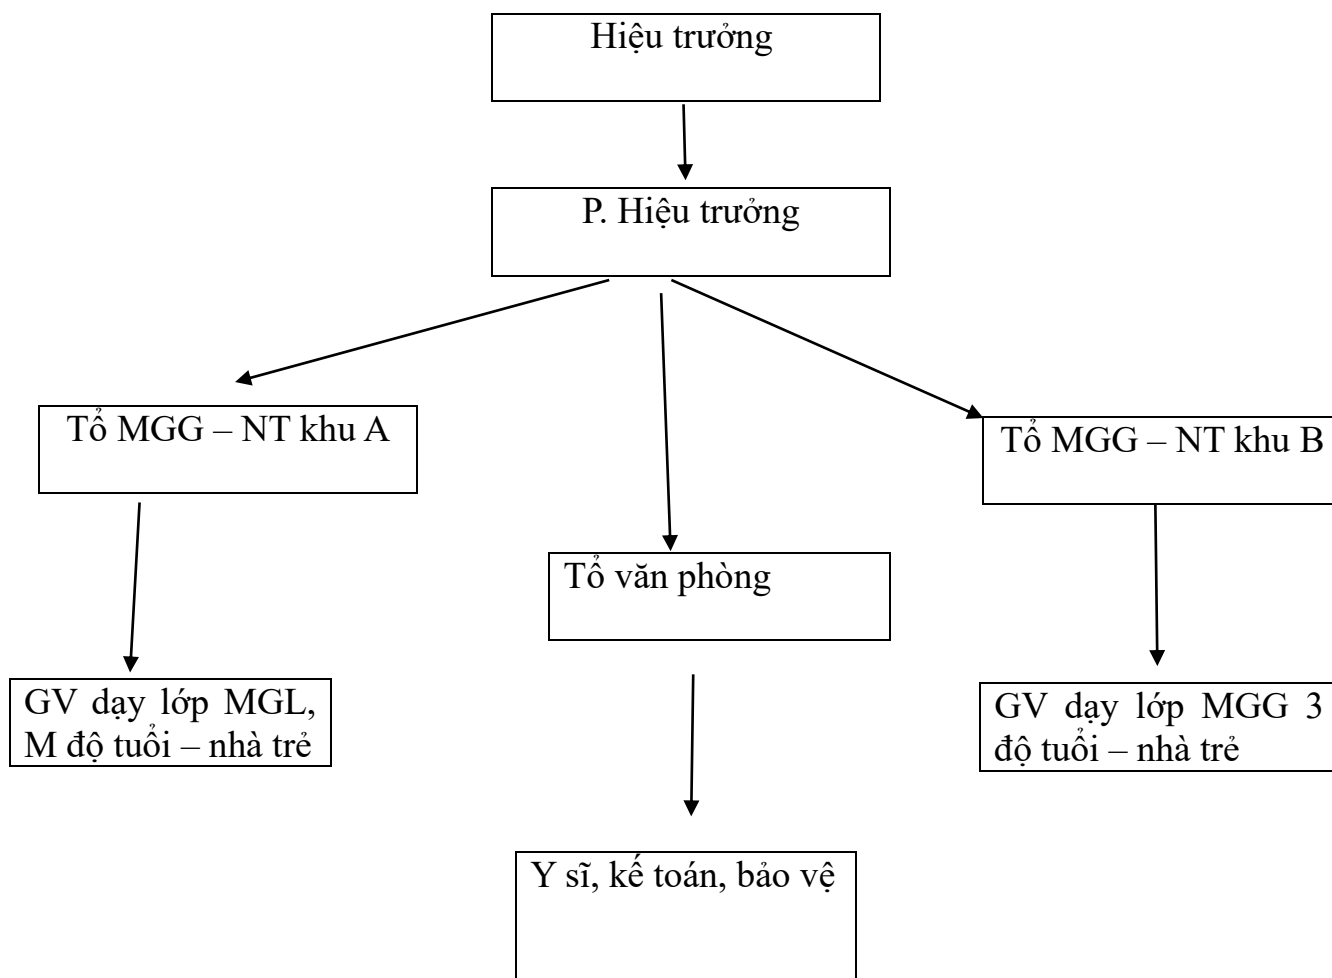 Hiệu trưởng
P. Hiệu trưởng
Tổ MGG – NT khu A
Tổ MGG – NT khu B
Tổ văn phòng
GV dạy lớp MGL,
M độ tuổi – nhà trẻ
GV dạy lớp MGG 3
độ tuổi – nhà trẻ
Y sĩ, kế toán, bảo vệ